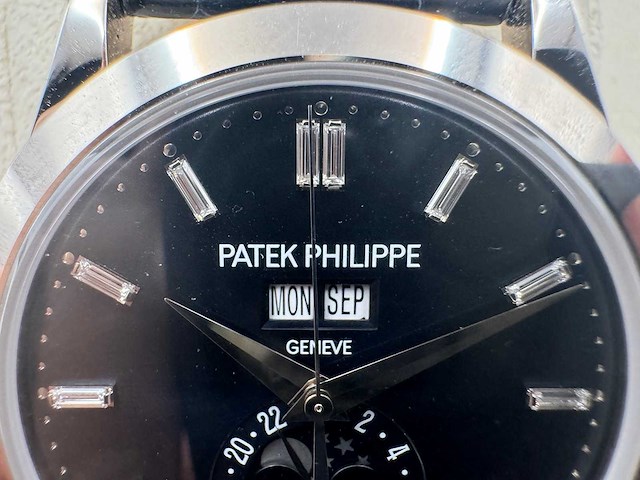 PATEK PHILIPPE
MON SEP
GENEVE
20 • 22 2 • 4